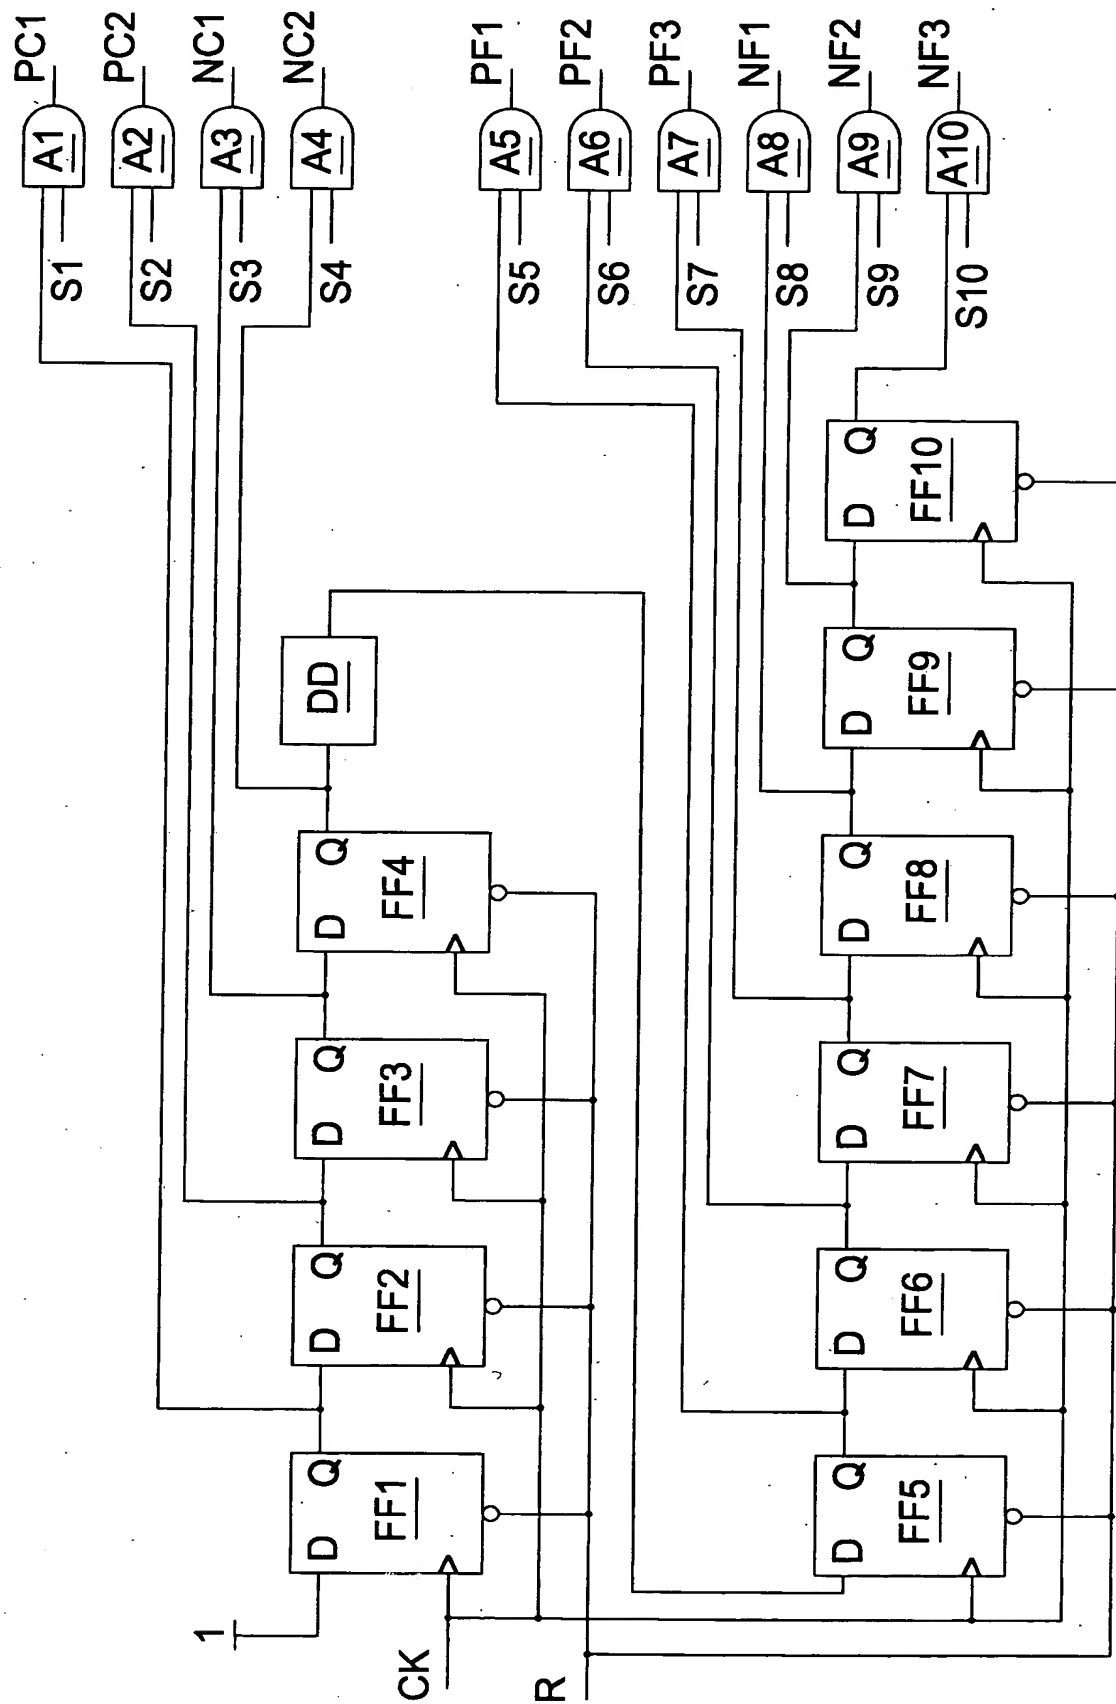 PC1
PC2
NC1
NC2
PF1
PF2
PF3
NF1
NF2
NF3
A1
A2
A3
A4
A5
A6
A7
A8
A9
A10
S1
S2
S3
S4
S5
S6
S7
S8
S9
S10
1
CK
R
D Q
FF1
D Q
FF2
D Q
FF3
D Q
FF4
DD
D Q
FF5
D Q
FF6
D Q
FF7
D Q
FF8
D Q
FF9
D Q
FF10